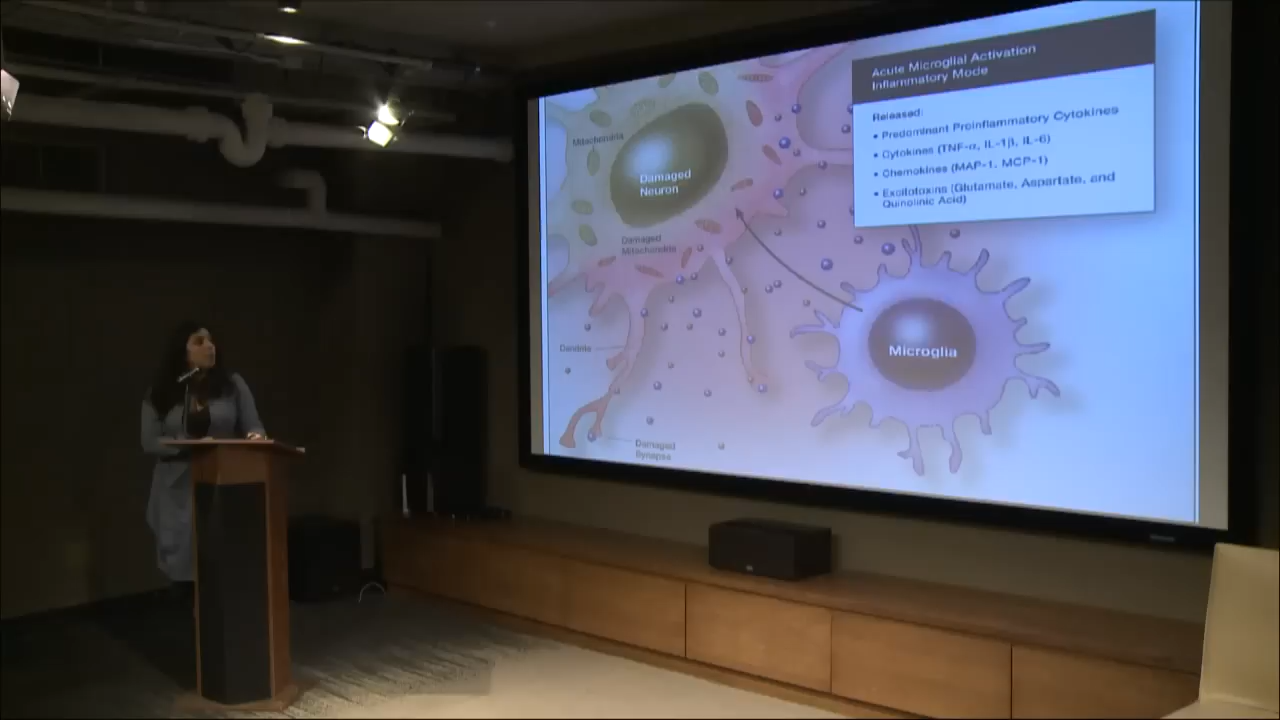 Acute Microglial Activation
Inflammatory Mode
Released:
• Predominant Proinflammatory Cytokines
• Cytokines (TNF-α, IL-1β, IL-6)
• Chemokines (MAP-1, MCP-1)
• Excitotoxins (Glutamate, Aspartate, and
Quinolic Acid)
Mitochondria
Damaged
Neuron
Damaged
Mitochondria
Microglia
Dendrite
Damaged
Synapse